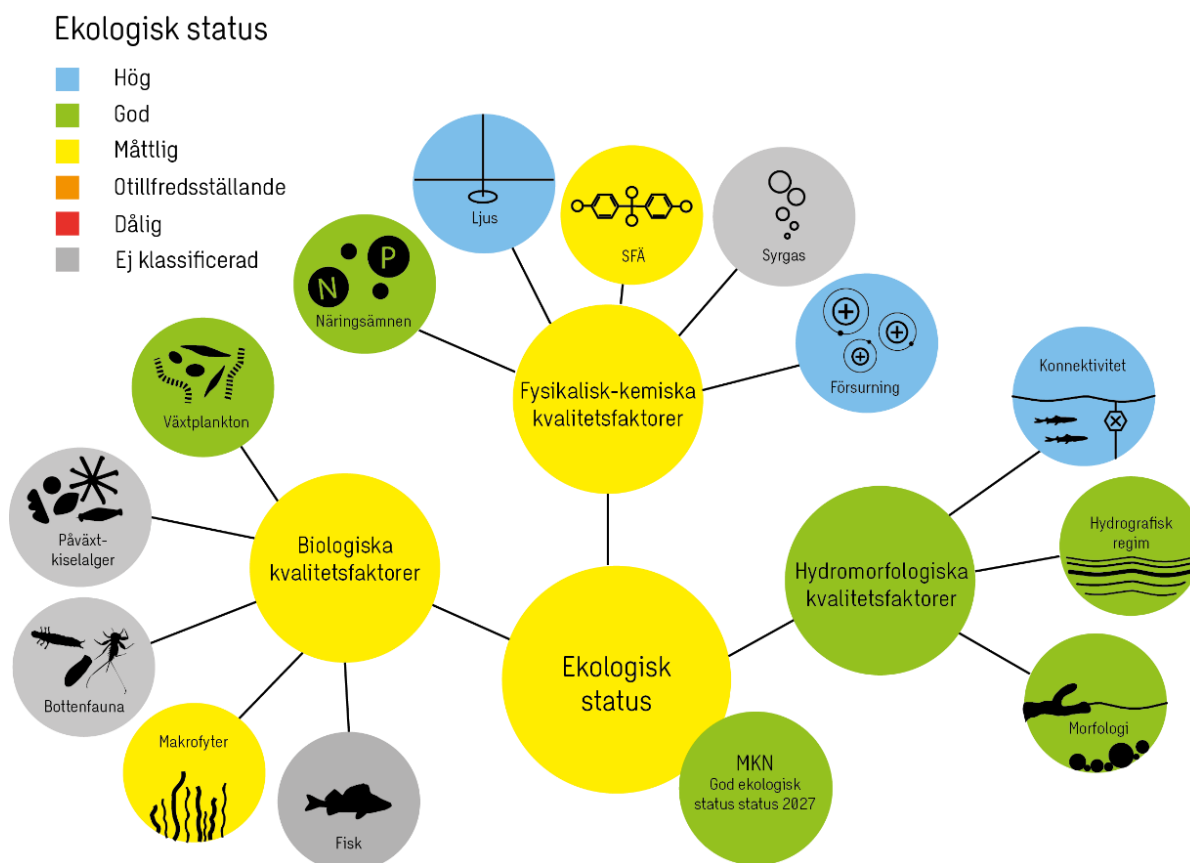 Ekologisk status
Hög
God
Måttlig
Otillfredsställande
Dålig
Ej klassificerad
Ljus
SFÄ
Syrgas
N
P
Näringsämnen
Försurning
Fysikalisk-kemiska
kvalitetsfaktorer
Konnektivitet
Växtplankton
Hydrografisk
regim
Påväxt-
kiselalger
Biologiska
kvalitetsfaktorer
Hydromorfologiska
kvalitetsfaktorer
Bottenfauna
Ekologisk
status
Morfologi
Makrofyter
MKN
God ekologisk
status status 2027
Fisk